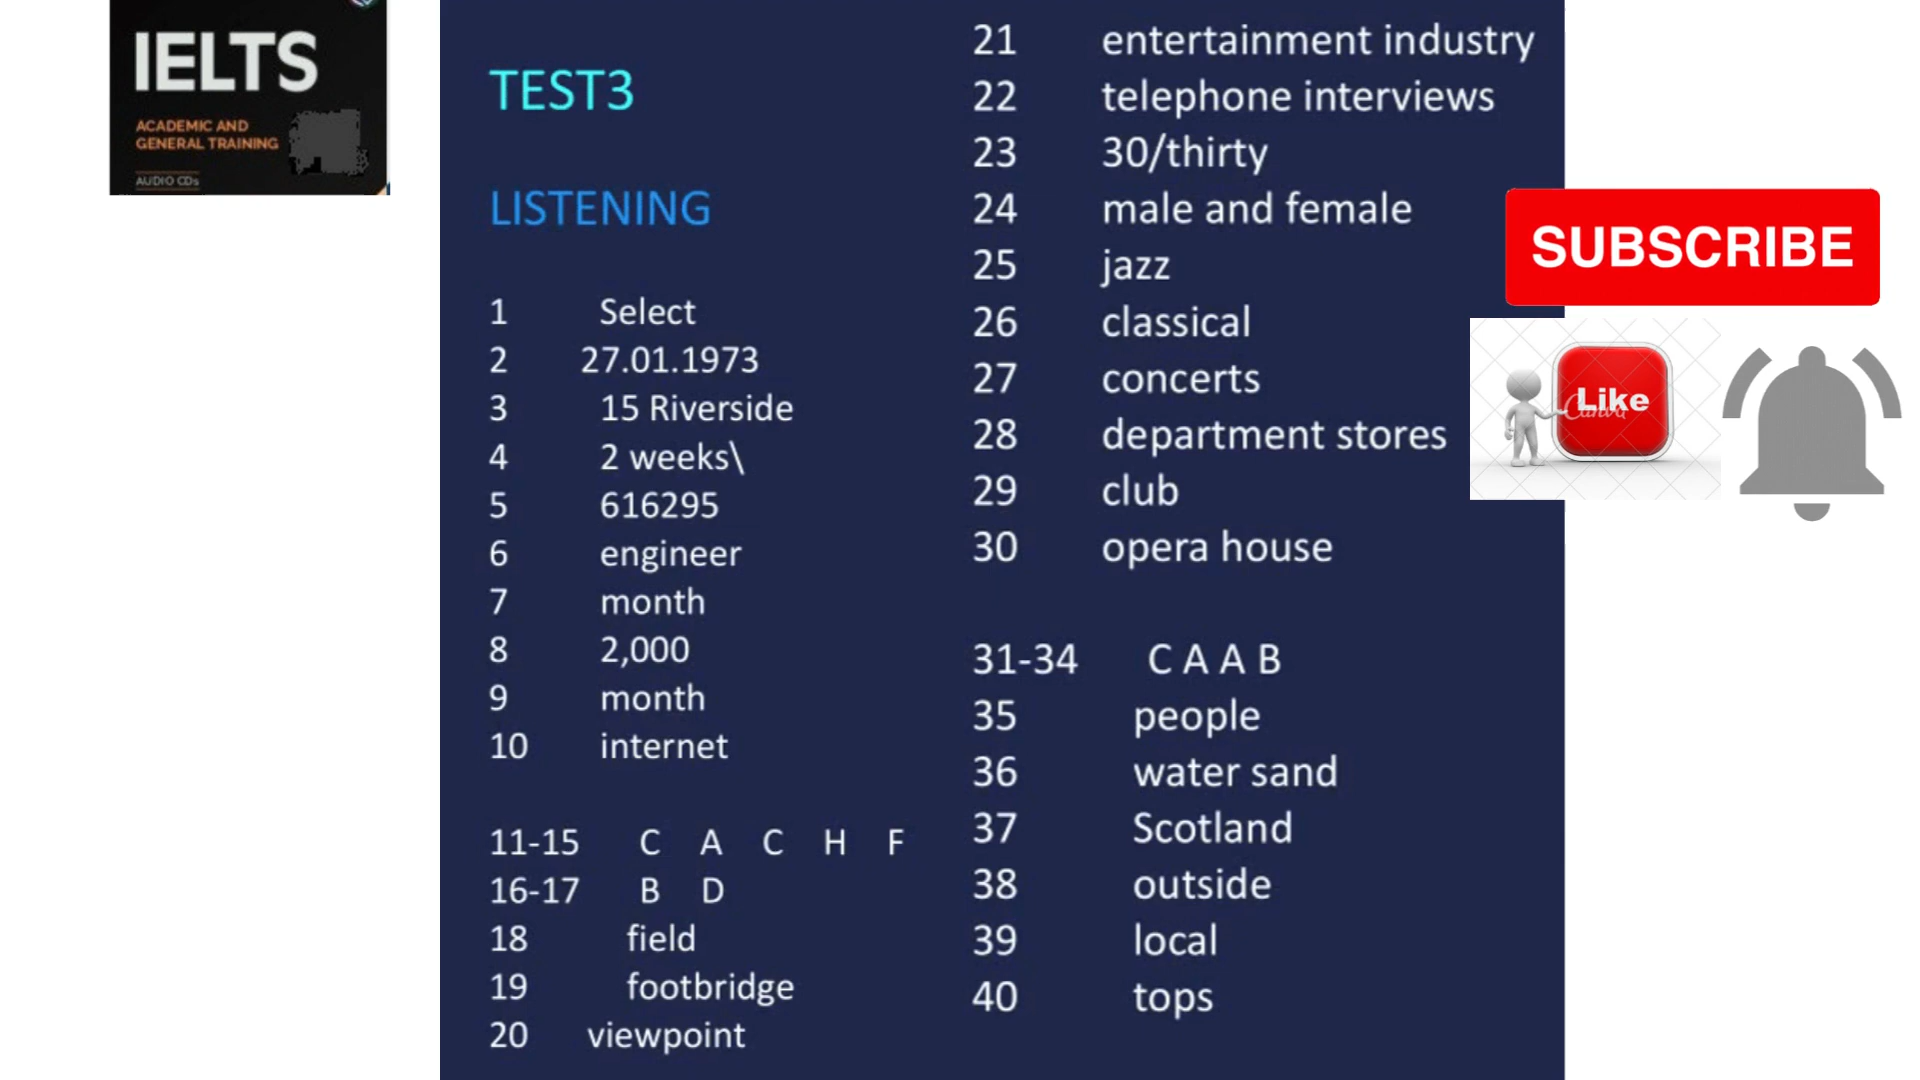 IELTS
ACADEMIC AND
GENERAL TRAINING
AUDIO CDs
TEST3
LISTENING
1 Select
2 27.01.1973
3 15 Riverside
4 2 weeks\
5 616295
6 engineer
7 month
8 2,000
9 month
10 internet
11-15 C A C H F
16-17 B D
18 field
19 footbridge
20 viewpoint
21 entertainment industry
22 telephone interviews
23 30/thirty
24 male and female
25 jazz
26 classical
27 concerts
28 department stores
29 club
30 opera house
31-34 C A A B
35 people
36 water sand
37 Scotland
38 outside
39 local
40 tops
SUBSCRIBE
Like
Canva